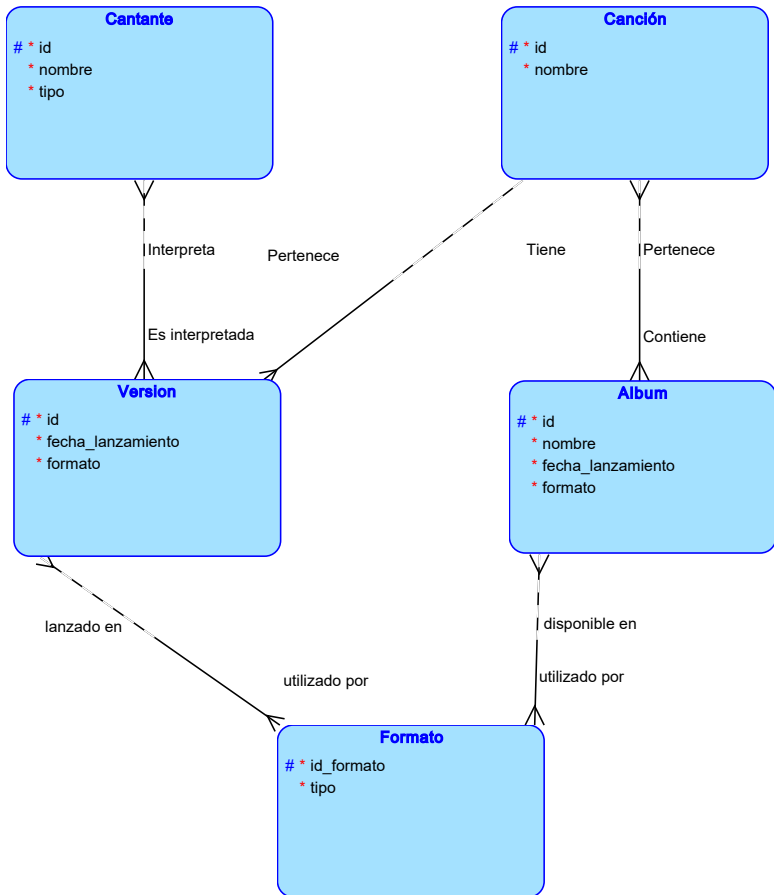 Cantante
# * id
* nombre
* tipo
Canción
# * id
* nombre
Interpreta
Pertenece
Tiene
Pertenece
Es interpretada
Contiene
Version
# * id
* fecha_lanzamiento
* formato
Album
# * id
* nombre
* fecha_lanzamiento
* formato
lanzado en
disponible en
utilizado por
utilizado por
Formato
# * id_formato
* tipo